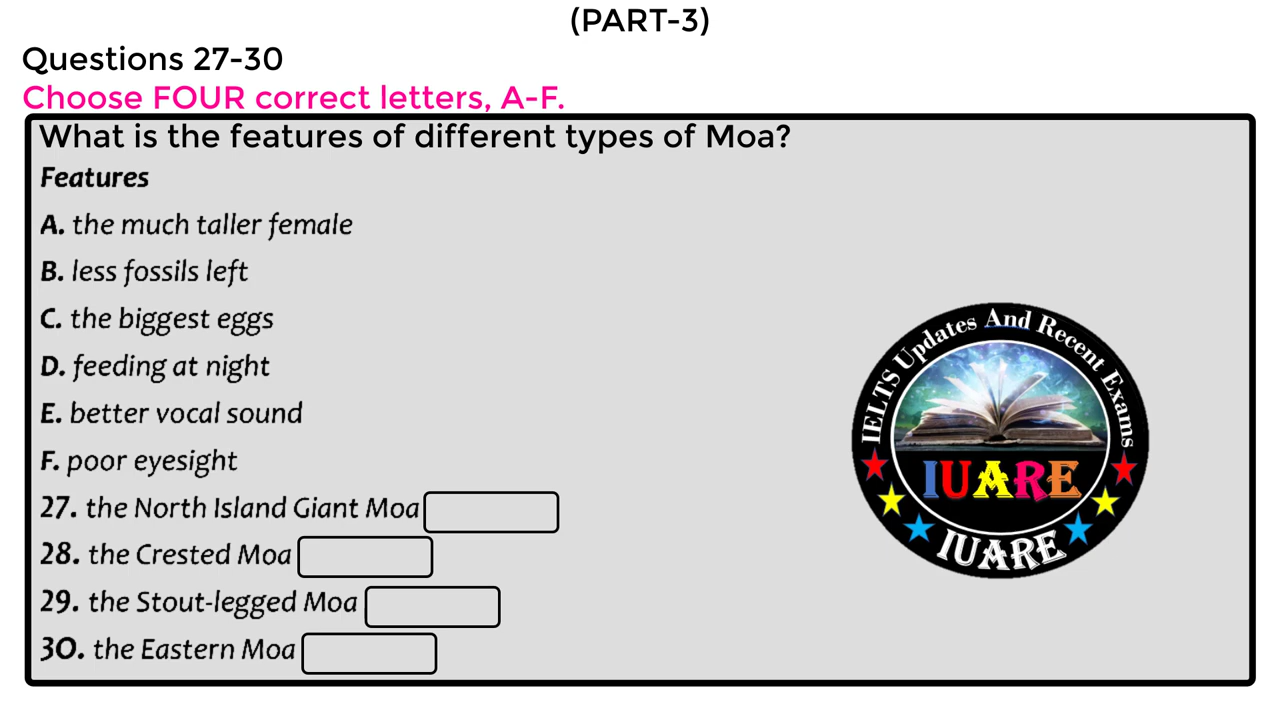 (PART-3)
Questions 27-30
Choose FOUR correct letters, A-F.
What is the features of different types of Moa?
Features
A. the much taller female
B. less fossils left
C. the biggest eggs
D. feeding at night
E. better vocal sound
F. poor eyesight
27. the North Island Giant Moa
28. the Crested Moa
29. the Stout-legged Moa
30. the Eastern Moa
IELTS Updates And Recent Exams
IUARE
IUARE